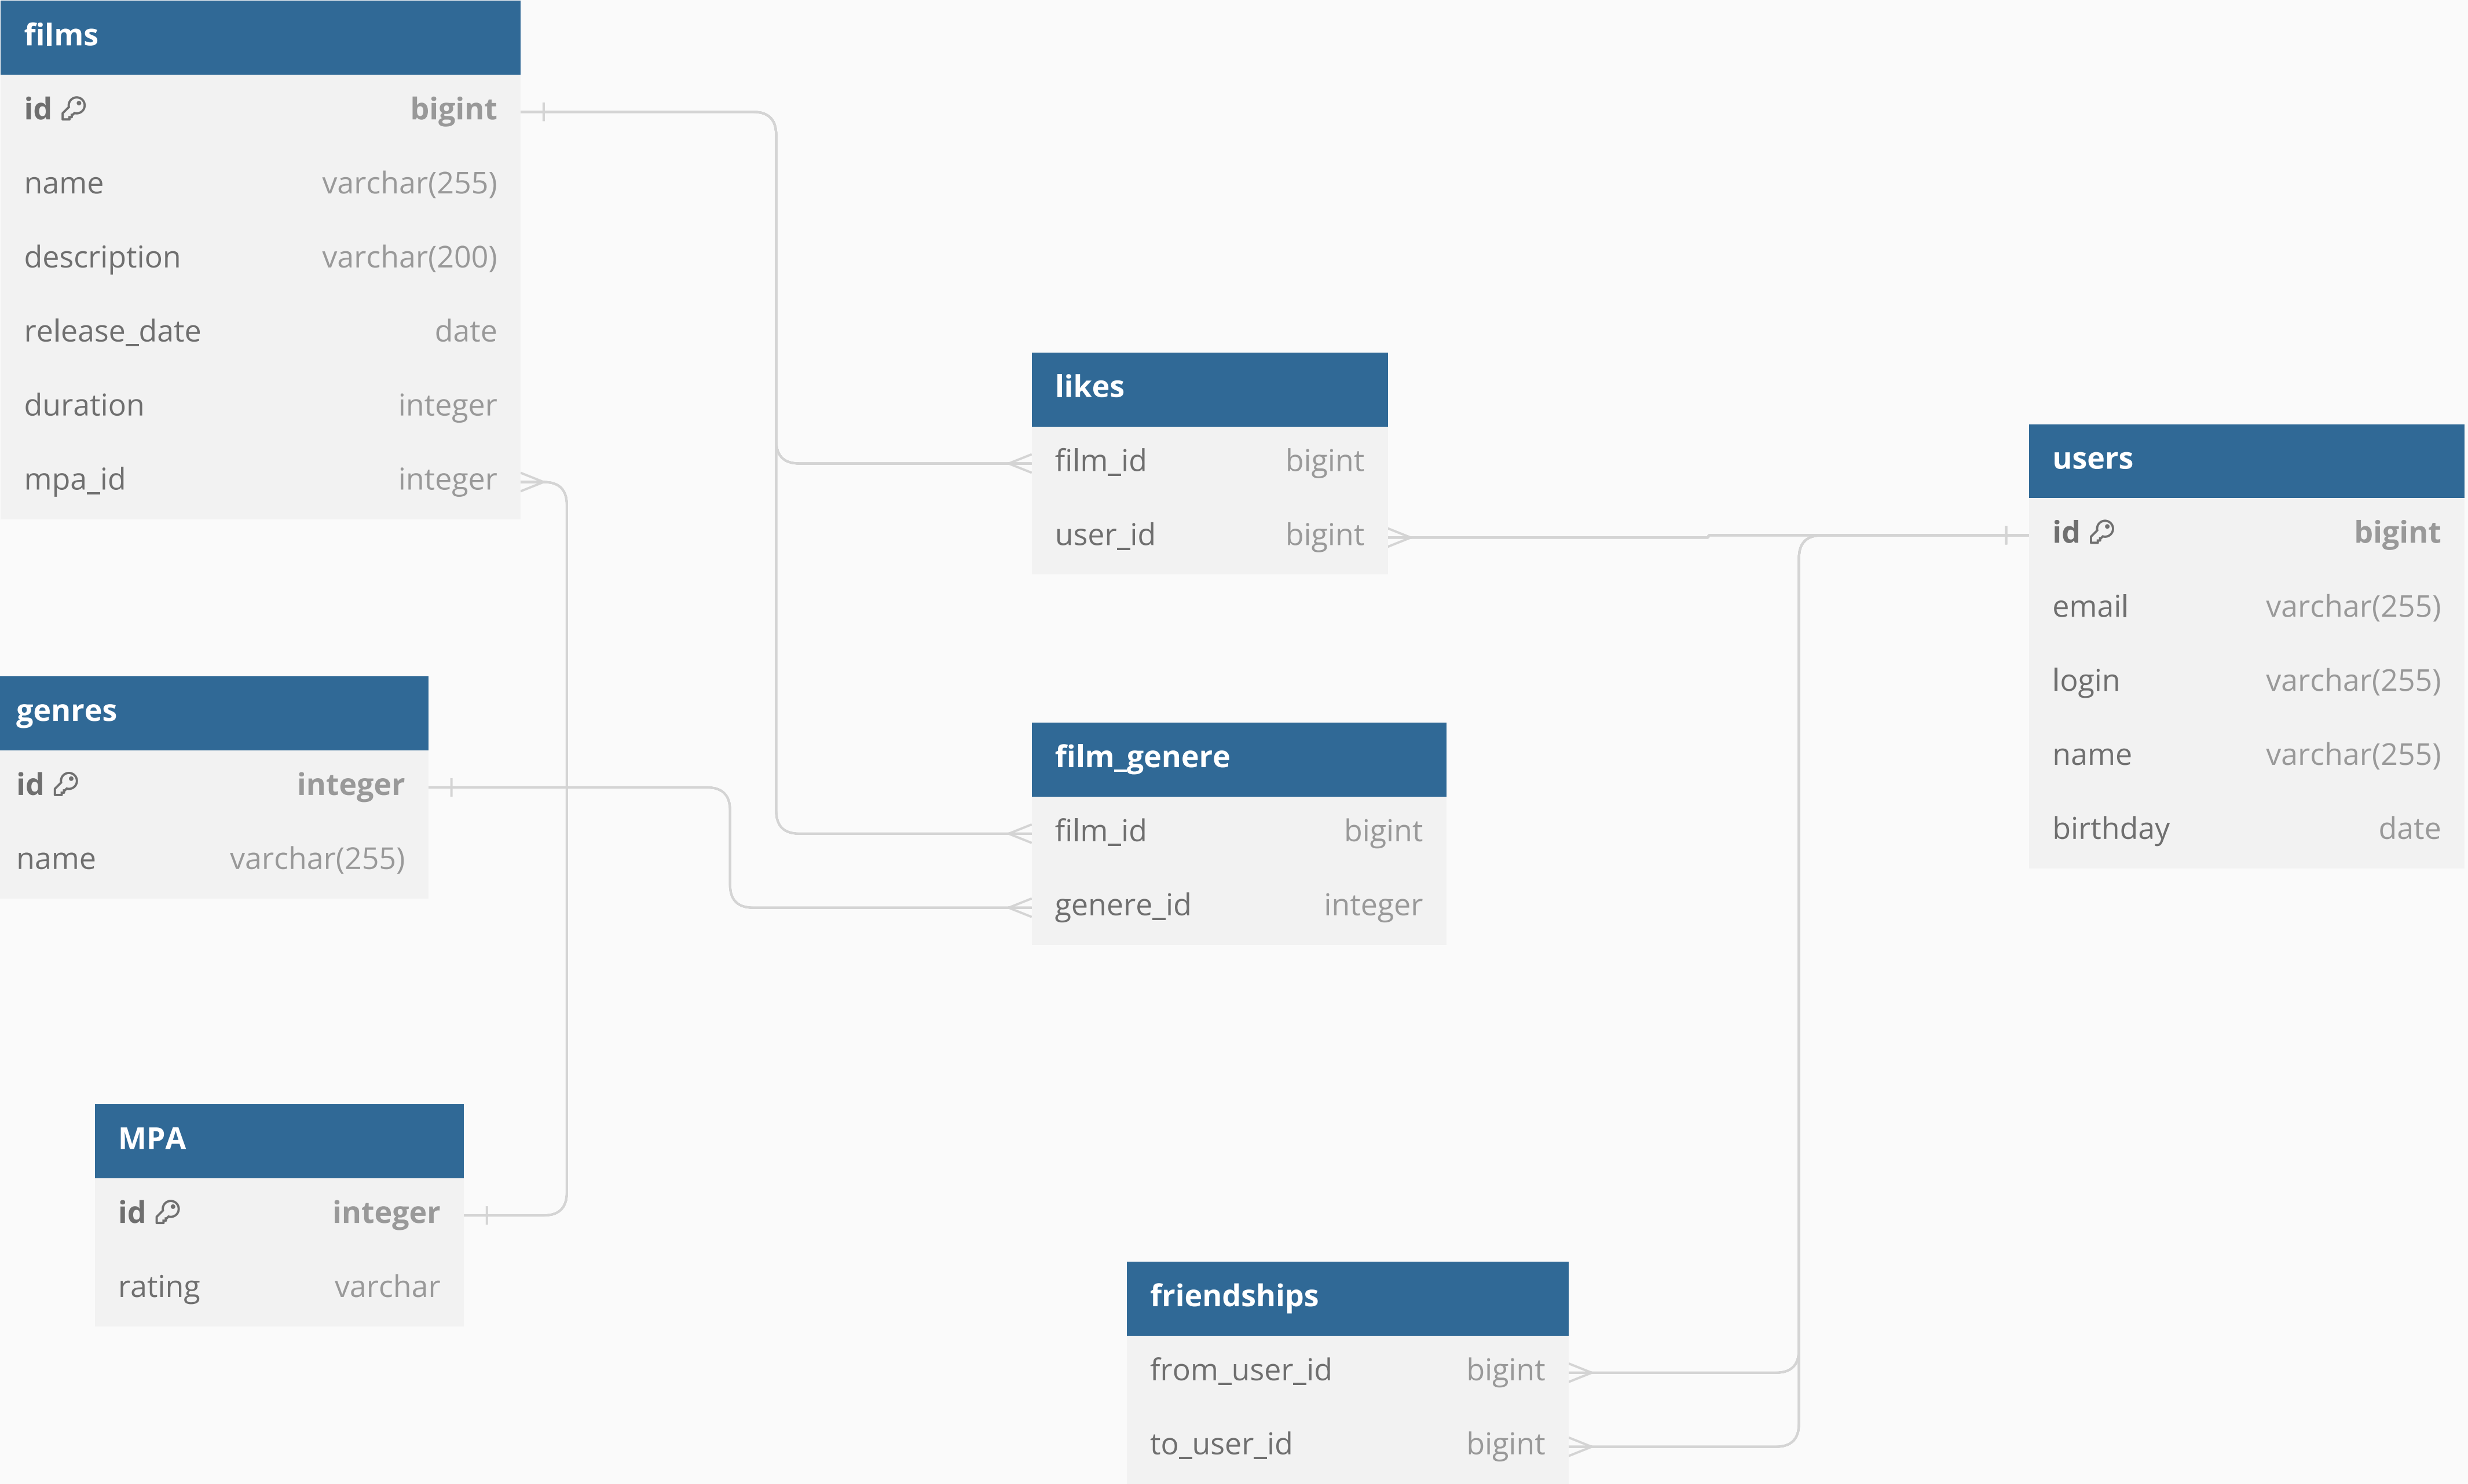 films
id bigint
name varchar(255)
description varchar(200)
release_date date
duration integer
mpa_id integer
genres
id integer
name varchar(255)
MPA
id integer
rating varchar
likes
film_id bigint
user_id bigint
film_genere
film_id bigint
genere_id integer
friendships
from_user_id bigint
to_user_id bigint
users
id bigint
email varchar(255)
login varchar(255)
name varchar(255)
birthday date